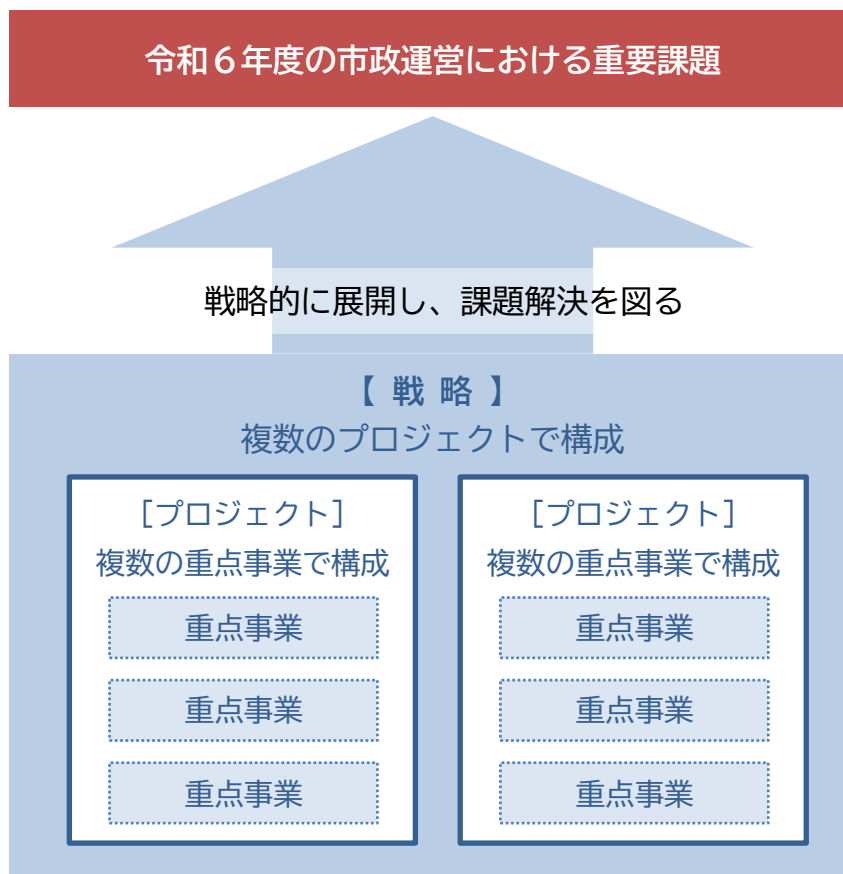 令和６年度の市政運営における重要課題
戦略的に展開し、課題解決を図る
【 戦 略 】
複数のプロジェクトで構成
［プロジェクト］
複数の重点事業で構成
重点事業
重点事業
重点事業
［プロジェクト］
複数の重点事業で構成
重点事業
重点事業
重点事業